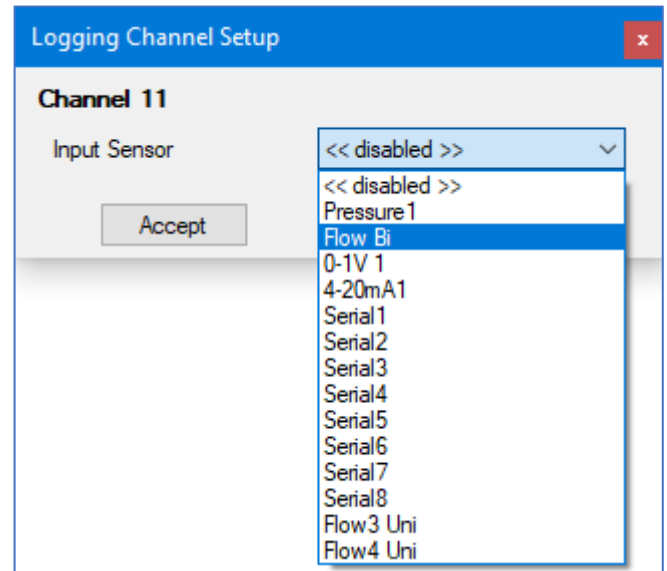 Logging Channel Setup
x
Channel 11
Input Sensor
<< disabled >>
<< disabled >>
Pressure1
Flow Bi
0-1V 1
4-20mA1
Serial1
Serial2
Serial3
Serial4
Serial5
Serial6
Serial7
Serial8
Flow3 Uni
Flow4 Uni
Accept